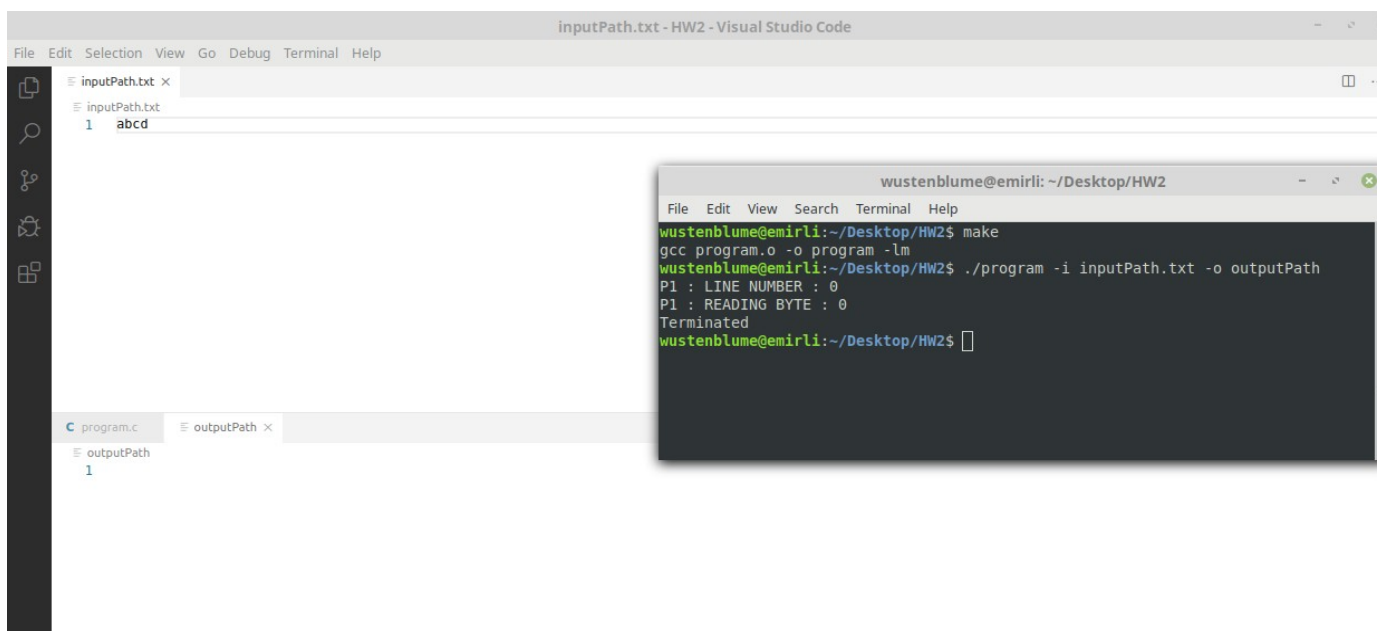 inputPath.txt - HW2 - Visual Studio Code
File Edit Selection View Go Debug Terminal Help
inputPath.txt
inputPath.txt
1 abcd
wustenblume@emirli: ~/Desktop/HW2
File Edit View Search Terminal Help
wustenblume@emirli:~/Desktop/HW2$ make
gcc program.o -o program -lm
wustenblume@emirli:~/Desktop/HW2$ ./program -i inputPath.txt -o outputPath
P1 : LINE NUMBER : 0
P1 : READING BYTE : 0
Terminated
wustenblume@emirli:~/Desktop/HW2$
C program.c outputPath
outputPath
1